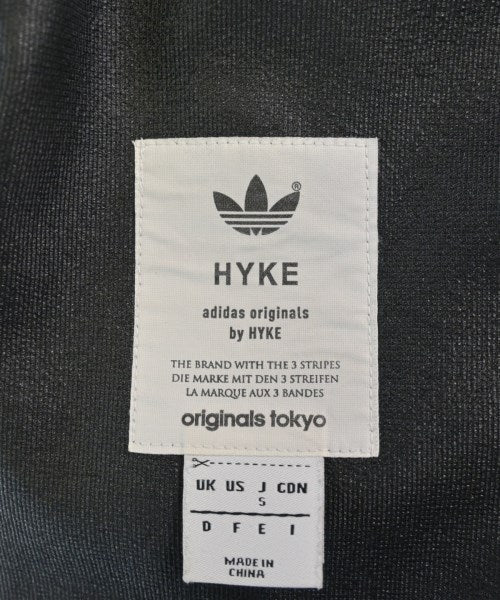 ®
HYKE
adidas originals
by HYKE
THE BRAND WITH THE 3 STRIPES
DIE MARKE MIT DEN 3 STREIFEN
LA MARQUE AUX 3 BANDES
originals tokyo
UK US J CDN
S
D F E I
MADE IN
CHINA